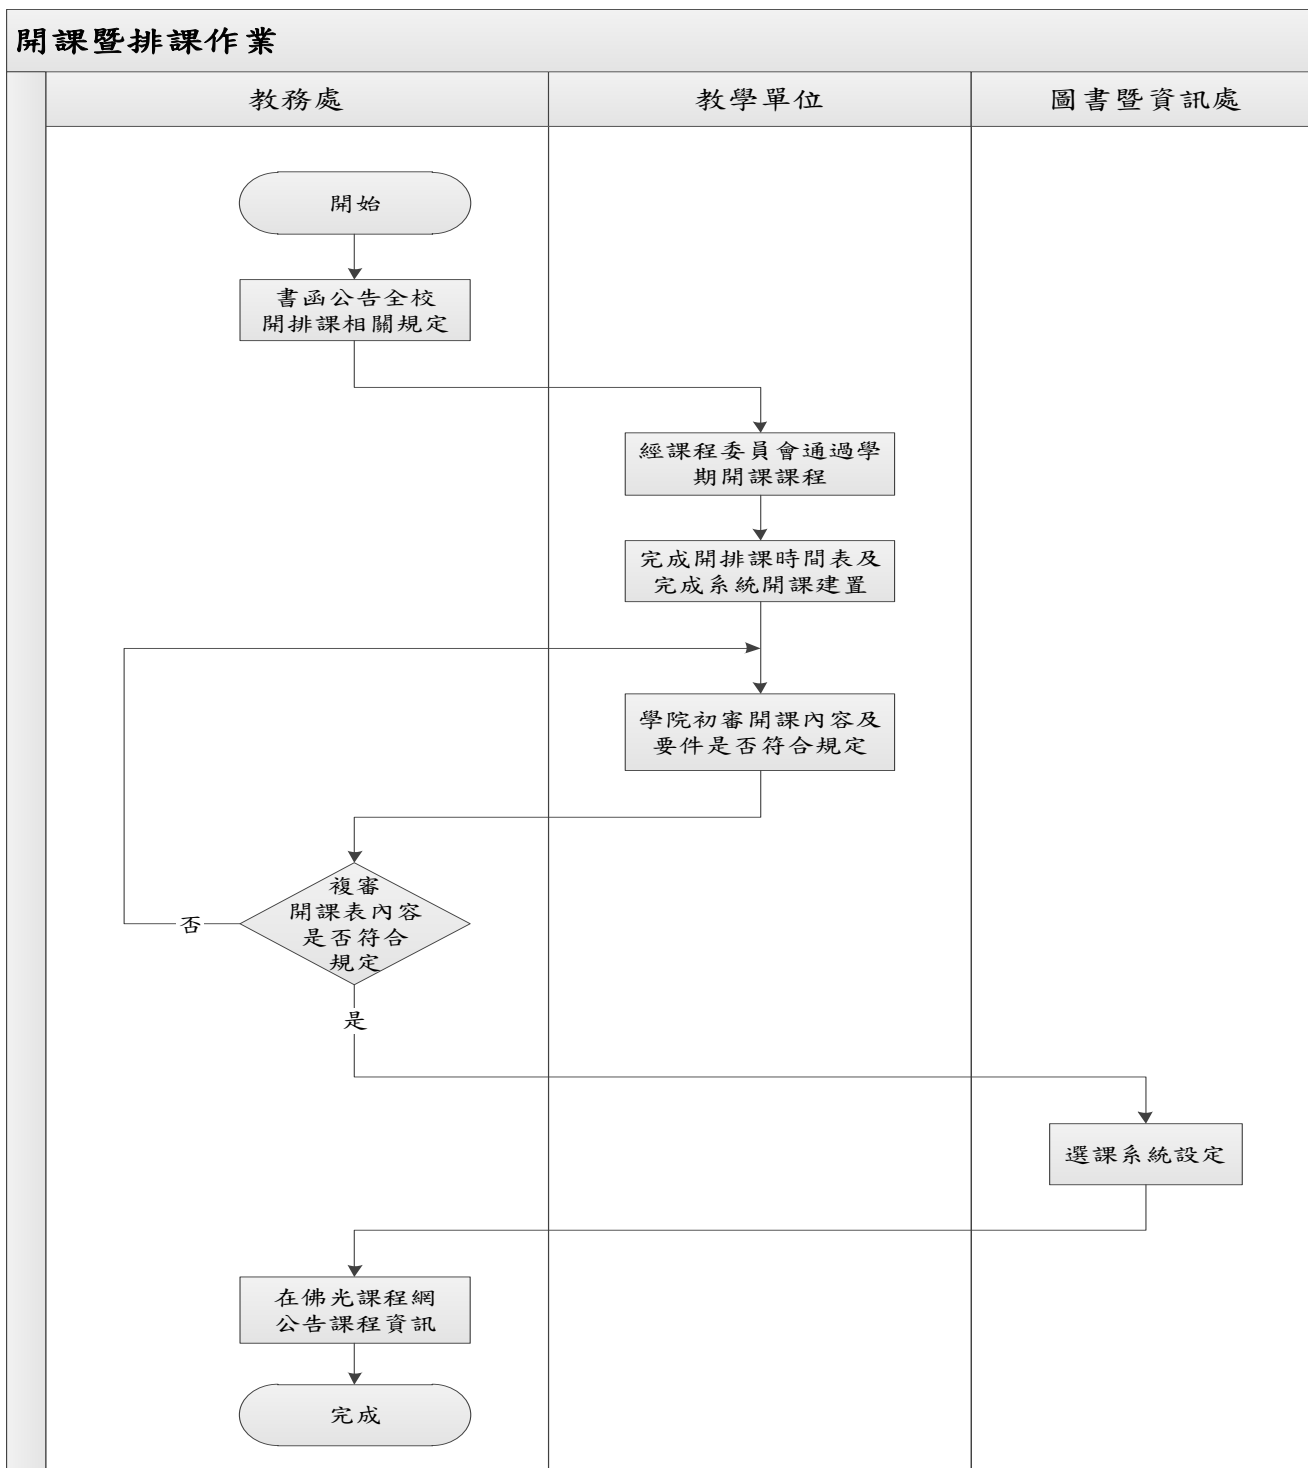 開課暨排課作業
教務處
教學單位
圖書暨資訊處
開始
書函公告全校
開排課相關規定
經課程委員會通過學
期開課課程
完成開排課時間表及
完成系統開課建置
學院初審開課內容及
要件是否符合規定
複審
開課表內容
是否符合
規定
否
是
選課系統設定
在佛光課程網
公告課程資訊
完成